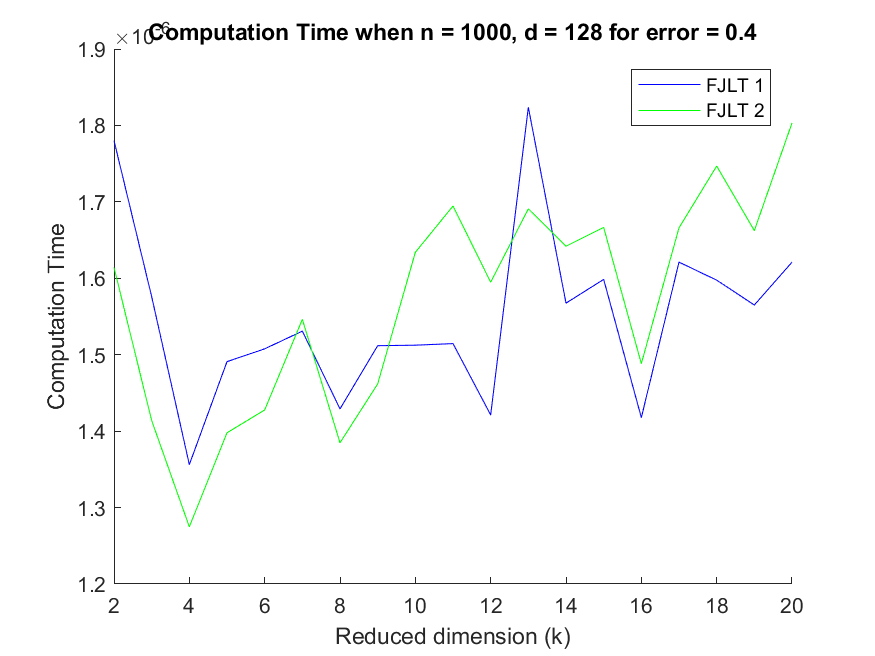 Computation Time when n = 1000, d = 128 for error = 0.4
×10-6
1.9
1.8
1.7
1.6
1.5
1.4
1.3
1.2
Computation Time
FJLT 1
FJLT 2
2 4 6 8 10 12 14 16 18 20
Reduced dimension (k)